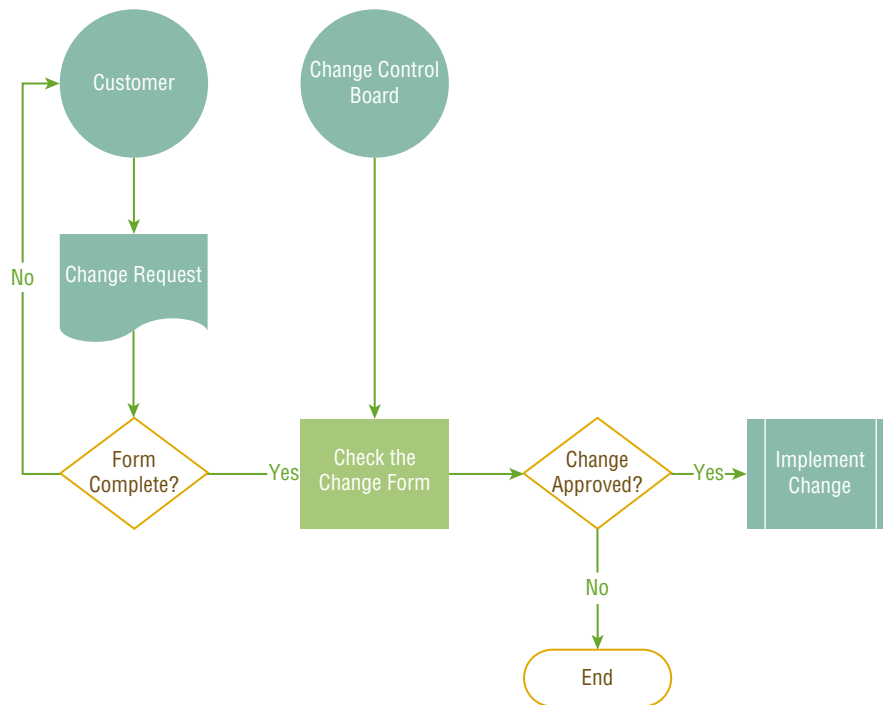 Customer
Change Control
Board
Change Request
No
Form
Complete?
Yes
Check the
Change Form
Change
Approved?
Yes
Implement
Change
No
End